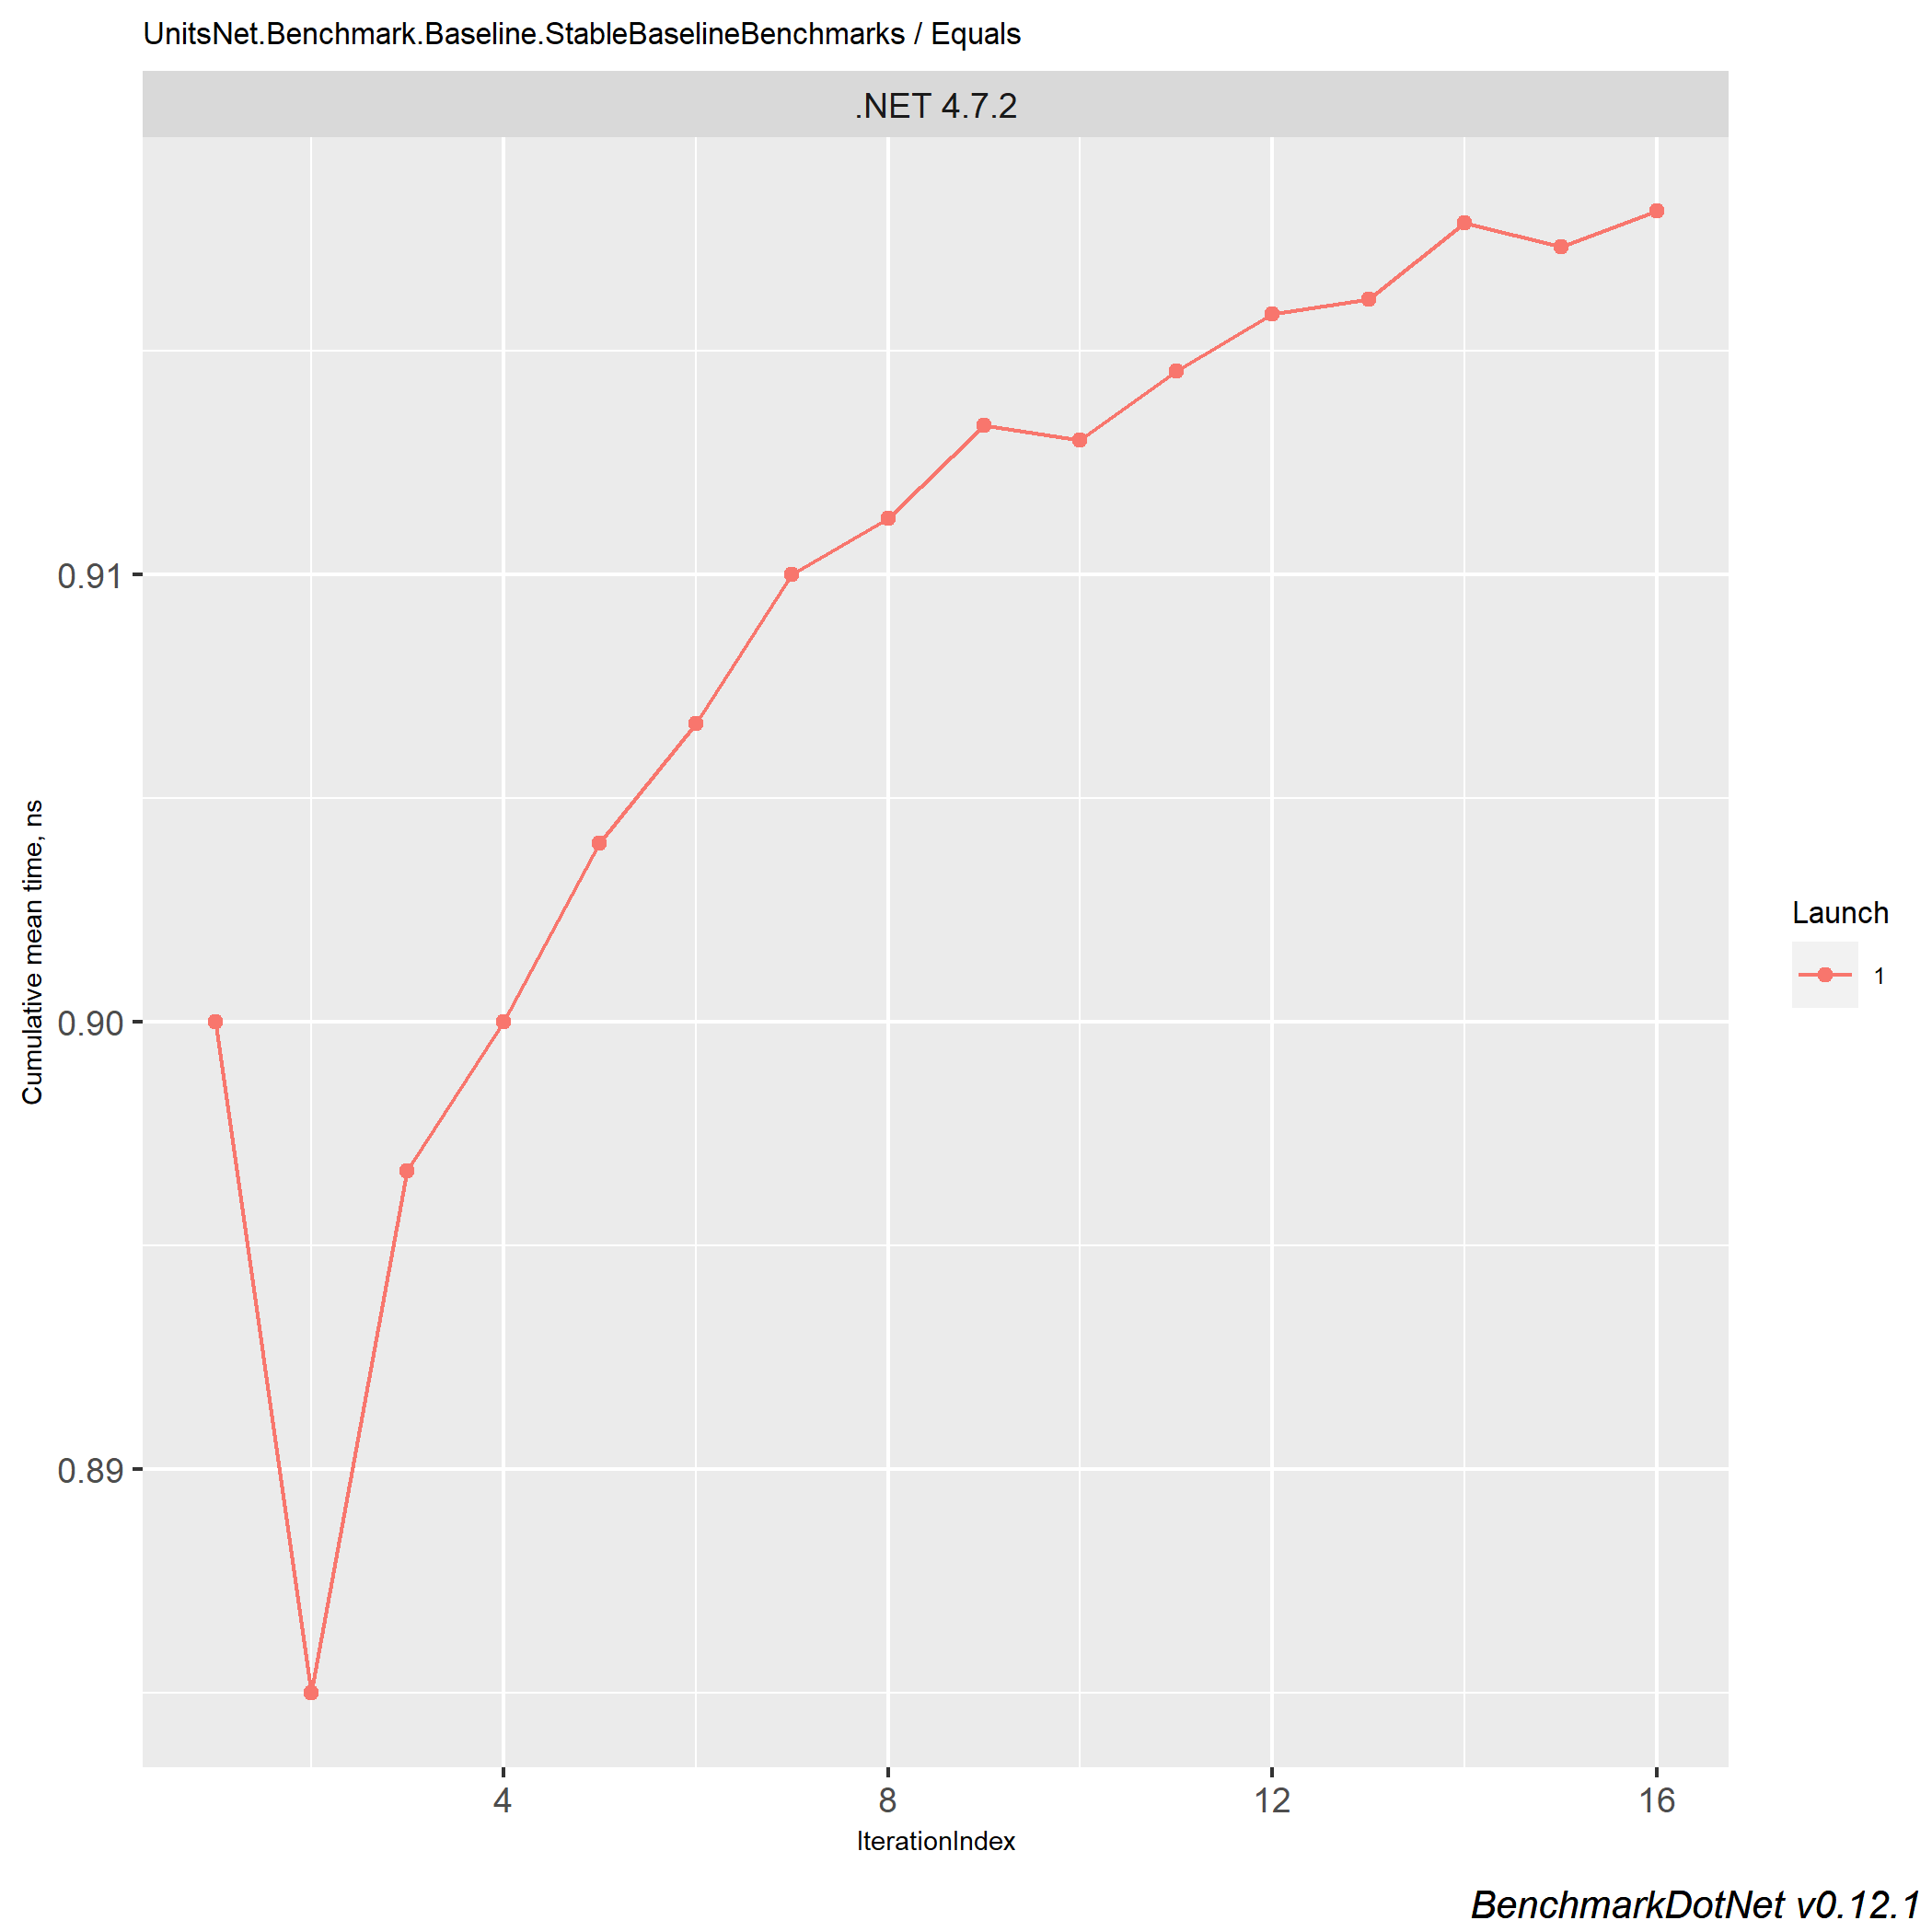 UnitsNet.Benchmark.Baseline.StableBaselineBenchmarks / Equals
.NET 4.7.2
Cumulative mean time, ns
0.91
0.90
0.89
4 8 12 16
IterationIndex
Launch
1
BenchmarkDotNet v0.12.1